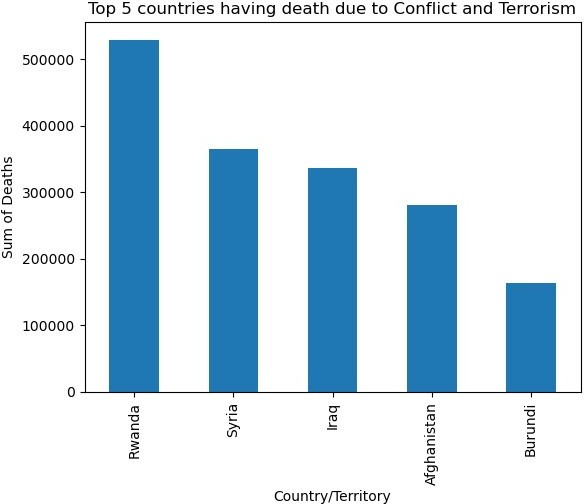 Top 5 countries having death due to Conflict and Terrorism
Sum of Deaths
500000
400000
300000
200000
100000
0
Rwanda
Syria
Iraq
Afghanistan
Burundi
Country/Territory